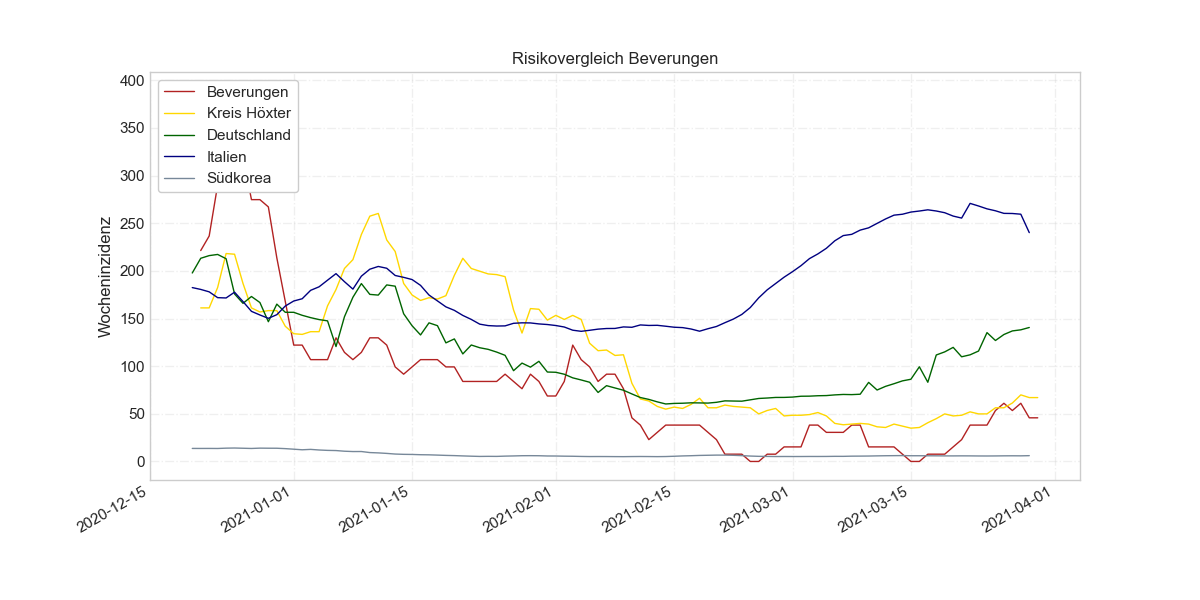 Risikovergleich Beverungen
Wocheninzidenz
400
350
300
250
200
150
100
50
0
Beverungen
Kreis Höxter
Deutschland
Italien
Südkorea
2020-12-15
2021-01-01
2021-01-15
2021-02-01
2021-02-15
2021-03-01
2021-03-15
2021-04-01